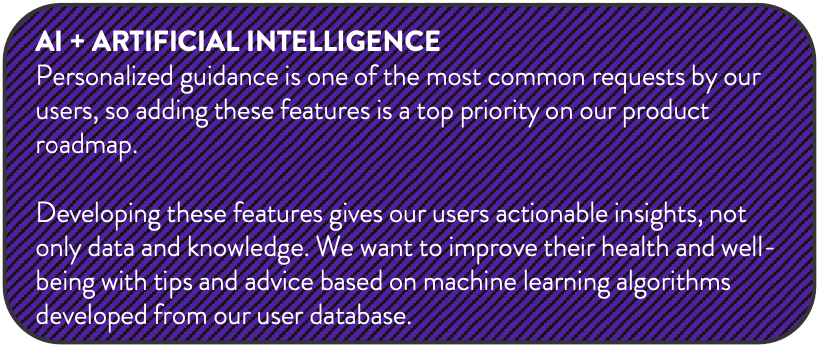 AI + ARTIFICIAL INTELLIGENCE
Personalized guidance is one of the most common requests by our
users, so adding these features is a top priority on our product
roadmap.
Developing these features gives our users actionable insights, not
only data and knowledge. We want to improve their health and well-
being with tips and advice based on machine learning algorithms
developed from our user database.